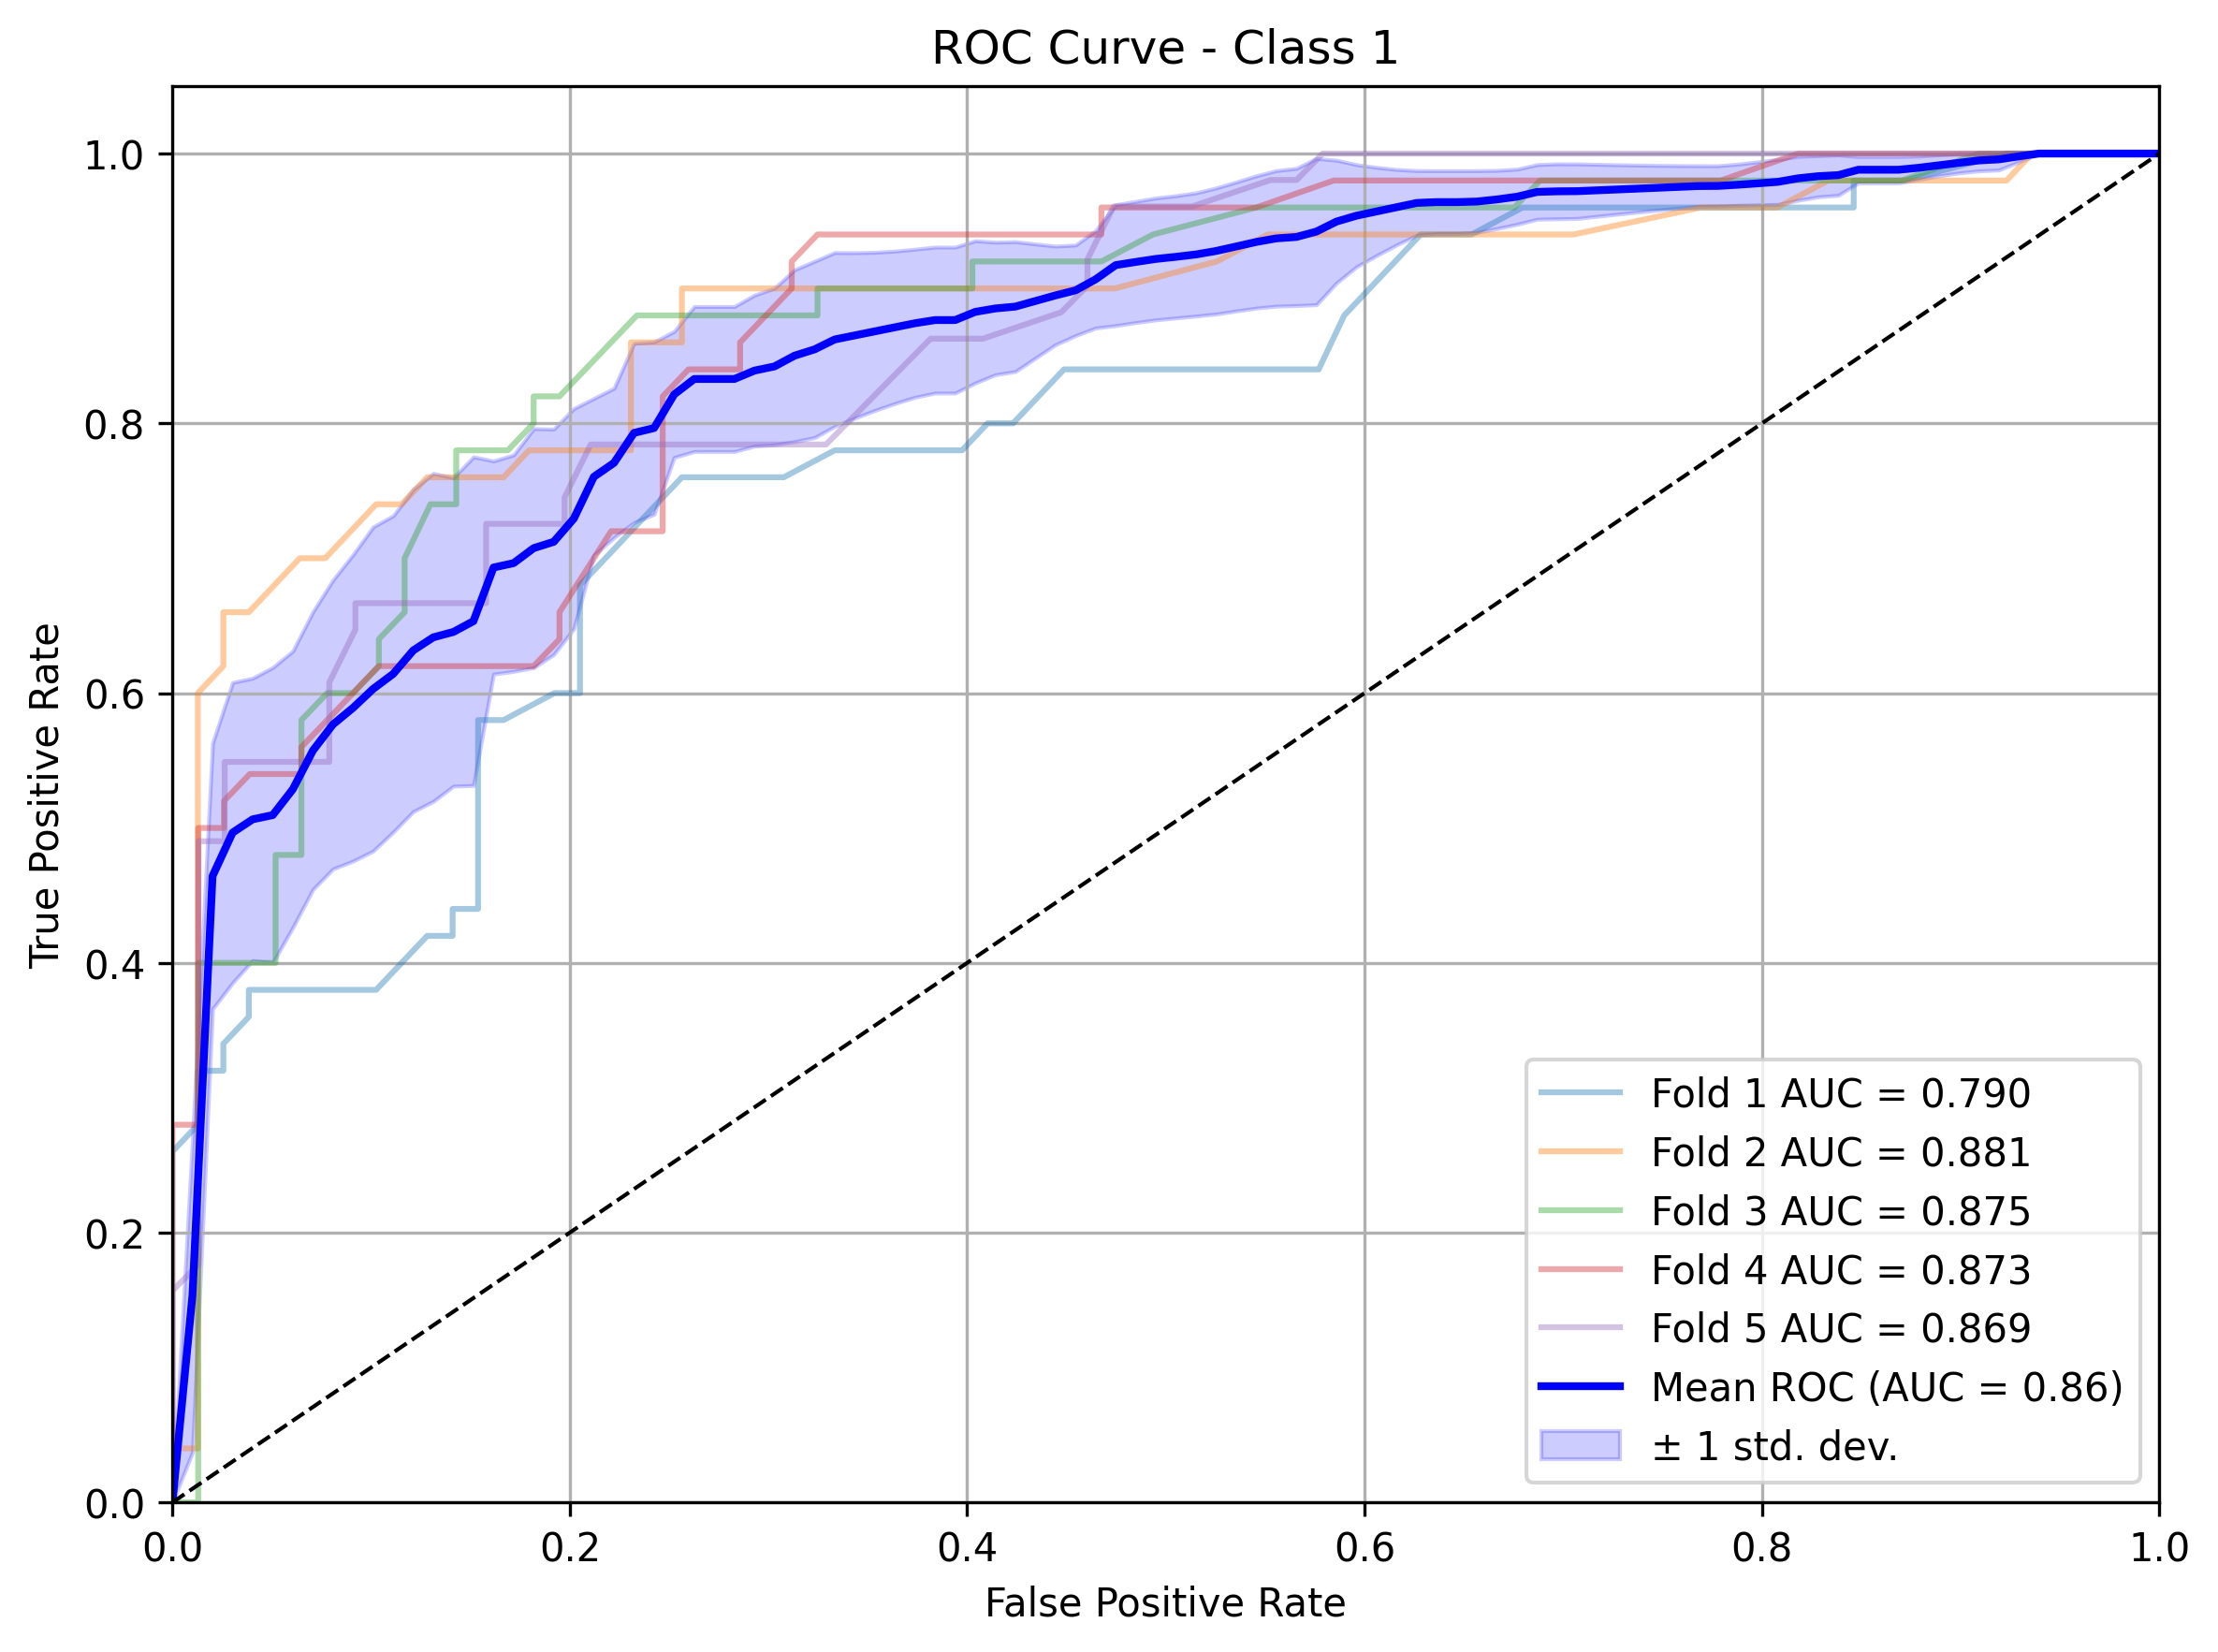 ROC Curve - Class 1
True Positive Rate
1.0
0.8
0.6
0.4
0.2
0.0
0.0 0.2 0.4 0.6 0.8 1.0
False Positive Rate
Fold 1 AUC = 0.790
Fold 2 AUC = 0.881
Fold 3 AUC = 0.875
Fold 4 AUC = 0.873
Fold 5 AUC = 0.869
Mean ROC (AUC = 0.86)
± 1 std. dev.